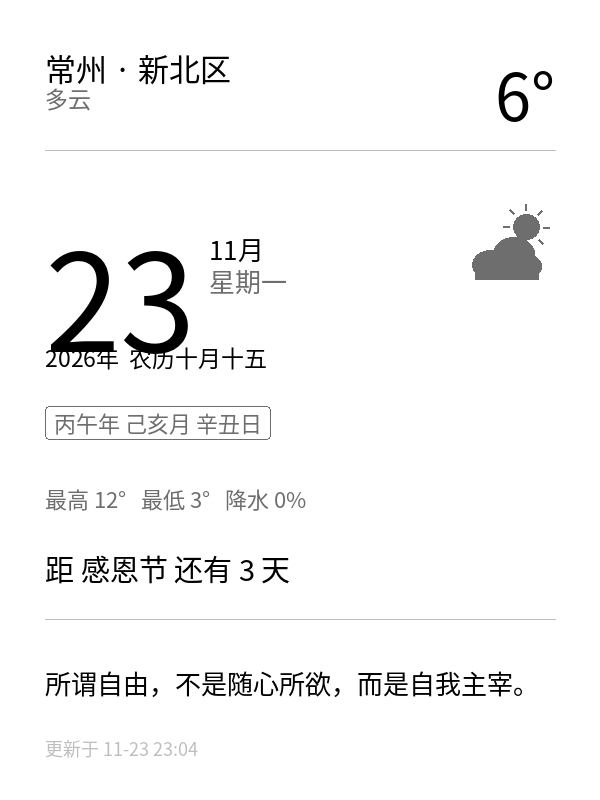 常州 · 新北区
多云
6°
23
11月
星期一
2026年 农历十月十五
丙午年 己亥月 辛丑日
最高 12° 最低 3° 降水 0%
距 感恩节 还有 3 天
所谓自由，不是随心所欲，而是自我主宰。
更新于 11-23 23:04